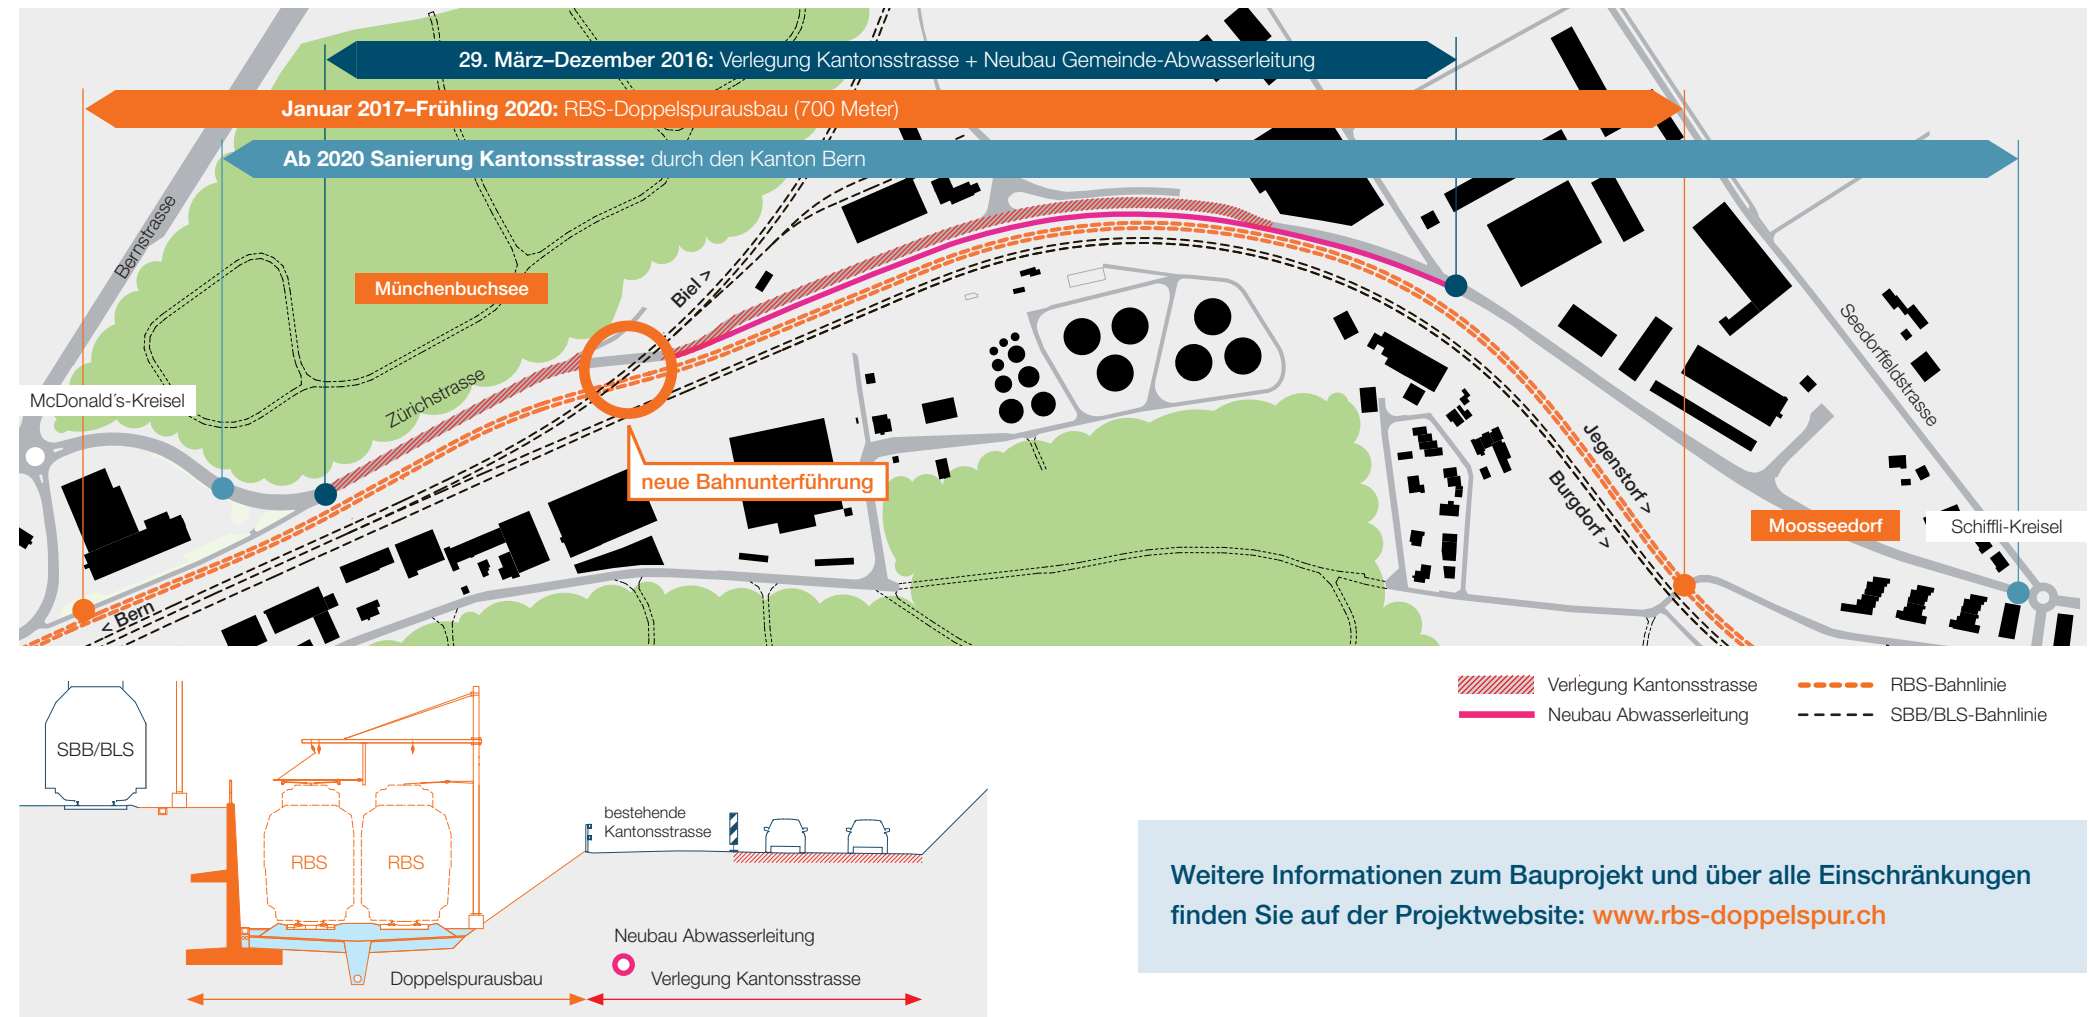 29. März–Dezember 2016: Verlegung Kantonsstrasse + Neubau Gemeinde-Abwasserleitung
Januar 2017–Frühling 2020: RBS-Doppelspurausbau (700 Meter)
Ab 2020 Sanierung Kantonsstrasse: durch den Kanton Bern
Bernstrasse
Münchenbuchsee
Biel >
Zürichstrasse
McDonald´s-Kreisel
neue Bahnunterführung
< Bern
Seedorffeldstrasse
Jegenstorf >
Burgdorf >
Moosseedorf
Schiffli-Kreisel
Verlegung Kantonsstrasse
Neubau Abwasserleitung
RBS-Bahnlinie
SBB/BLS-Bahnlinie
SBB/BLS
RBS
RBS
bestehende
Kantonsstrasse
Neubau Abwasserleitung
Doppelspurausbau
Verlegung Kantonsstrasse
Weitere Informationen zum Bauprojekt und über alle Einschränkungen
finden Sie auf der Projektwebsite: www.rbs-doppelspur.ch